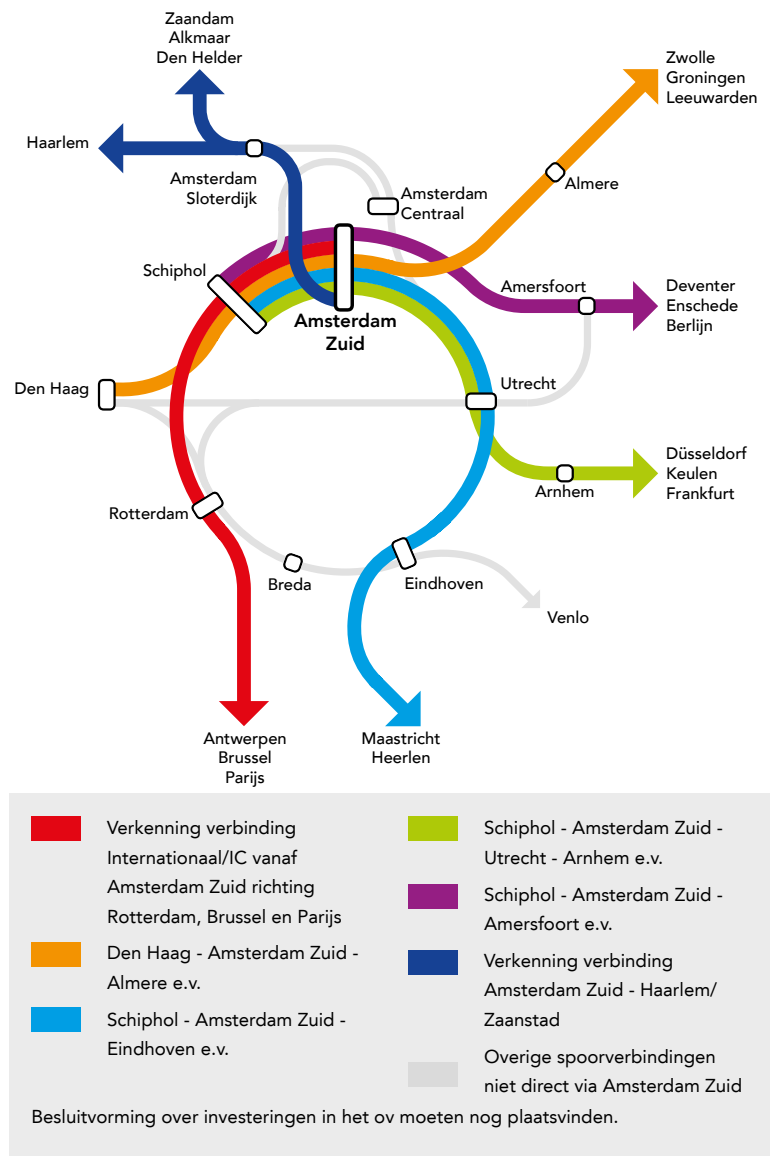 Zaandam
Alkmaar
Den Helder
Zwolle
Groningen
Leeuwarden
Haarlem
Amsterdam
Sloterdijk
Almere
Amsterdam
Centraal
Schiphol
Amersfoort
Deventer
Enschede
Berlijn
Amsterdam
Zuid
Den Haag
Utrecht
Düsseldorf
Keulen
Frankfurt
Arnhem
Rotterdam
Breda
Eindhoven
Venlo
Antwerpen
Brussel
Parijs
Maastricht
Heerlen
Verkenning verbinding
Internationaal/IC vanaf
Amsterdam Zuid richting
Rotterdam, Brussel en Parijs
Den Haag - Amsterdam Zuid -
Almere e.v.
Schiphol - Amsterdam Zuid -
Eindhoven e.v.
Schiphol - Amsterdam Zuid -
Utrecht - Arnhem e.v.
Schiphol - Amsterdam Zuid -
Amersfoort e.v.
Verkenning verbinding
Amsterdam Zuid - Haarlem/
Zaanstad
Overige spoorverbindingen
niet direct via Amsterdam Zuid
Besluitvorming over investeringen in het ov moeten nog plaatsvinden.